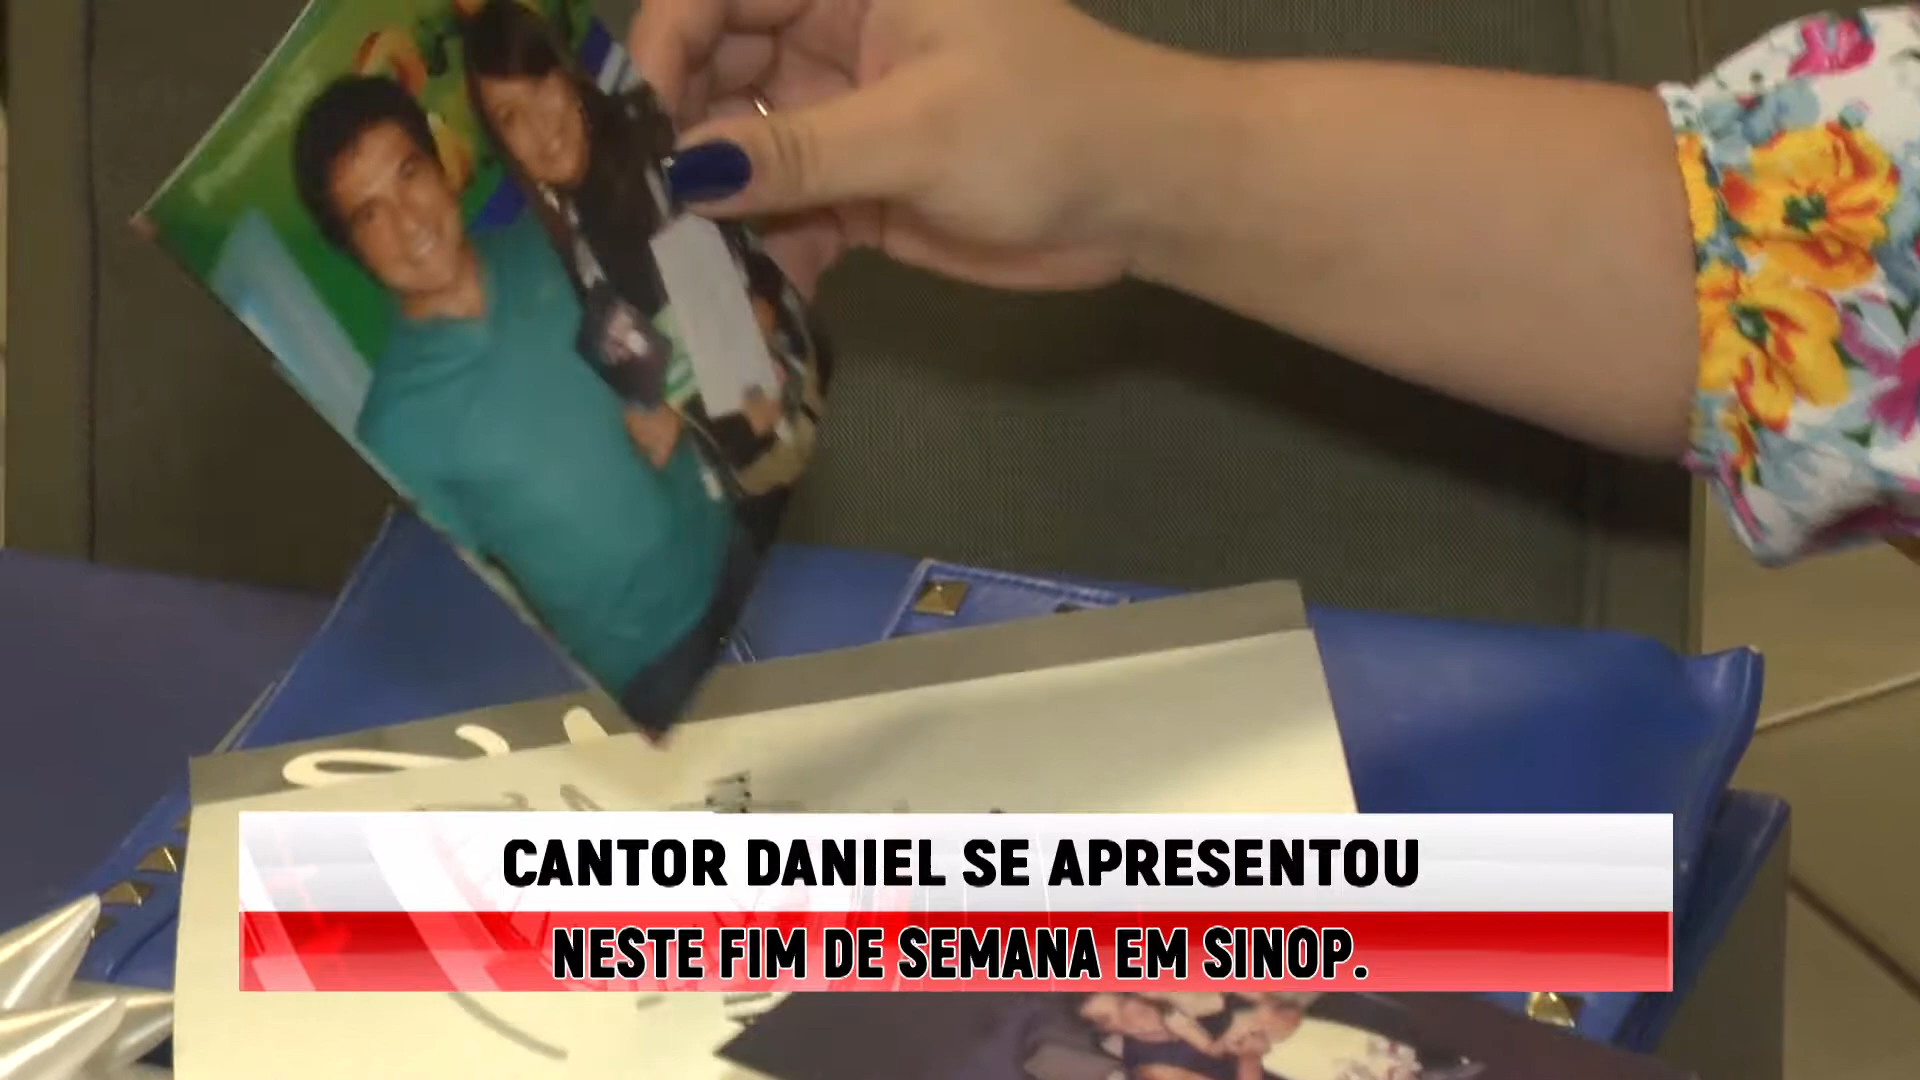 CANTOR DANIEL SE APRESENTOU
NESTE FIM DE SEMANA EM SINOP.